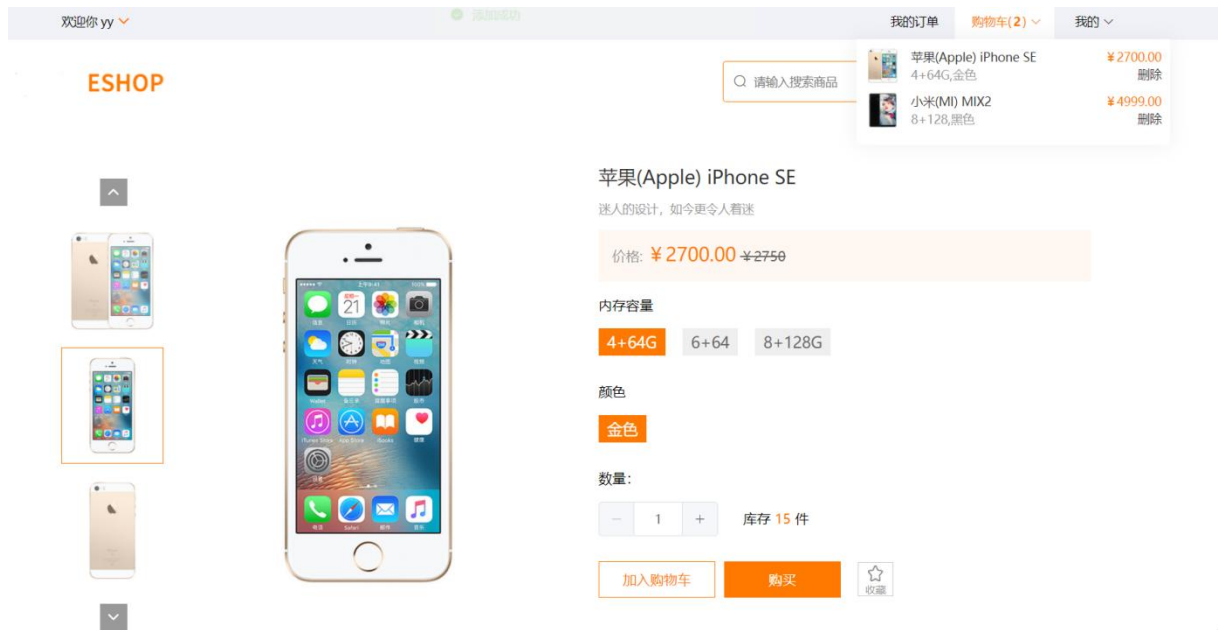 欢迎你 yy
添加成功
我的订单
购物车(2)
我的
ESHOP
请输入搜索商品
苹果(Apple) iPhone SE
¥2700.00
4+64G,金色
删除
小米(MI) MIX2
¥4999.00
8+128,黑色
删除
苹果(Apple) iPhone SE
迷人的设计，如今更令人着迷
价格: ¥2700.00 ¥2750
内存容量
4+64G 6+64 8+128G
颜色
金色
数量:
1
库存 15 件
加入购物车
购买
收藏